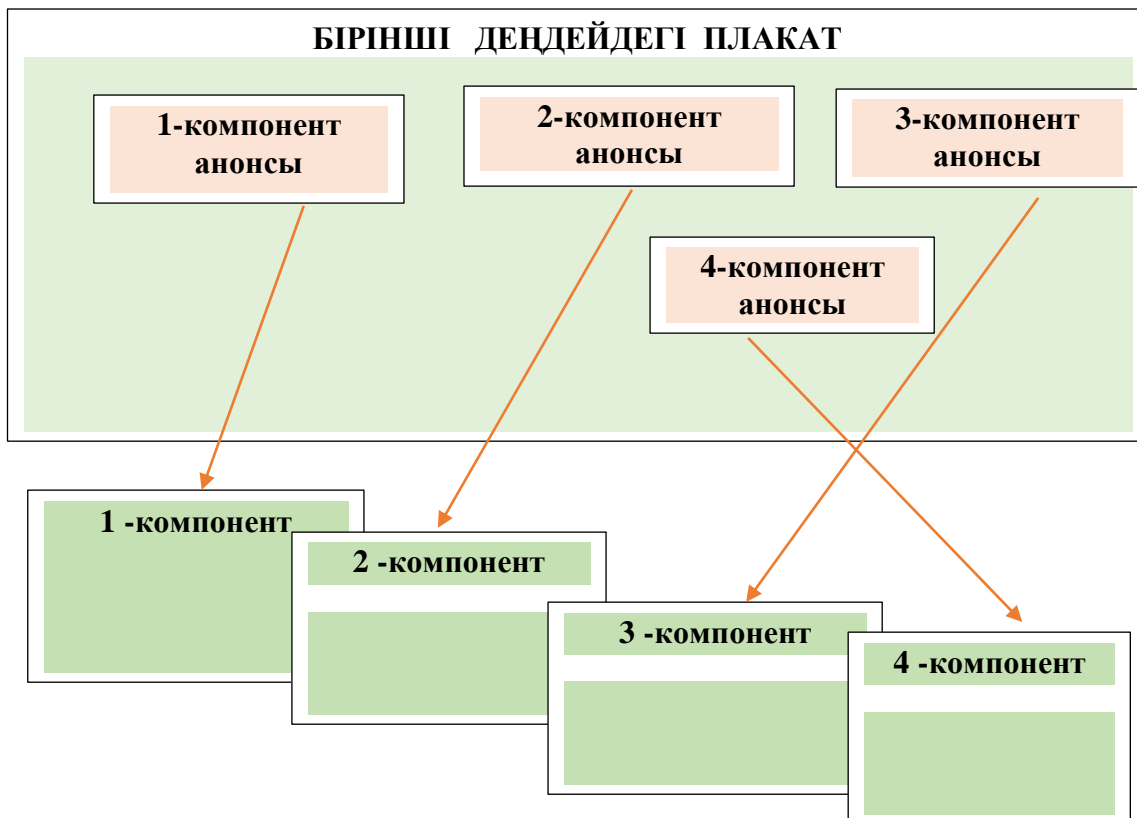 БІРІНШІ ДЕҢДЕЙДЕГІ ПЛАКАТ
1-компонент
анонсы
2-компонент
анонсы
3-компонент
анонсы
4-компонент
анонсы
1 -компонент
2 -компонент
3 -компонент
4 -компонент